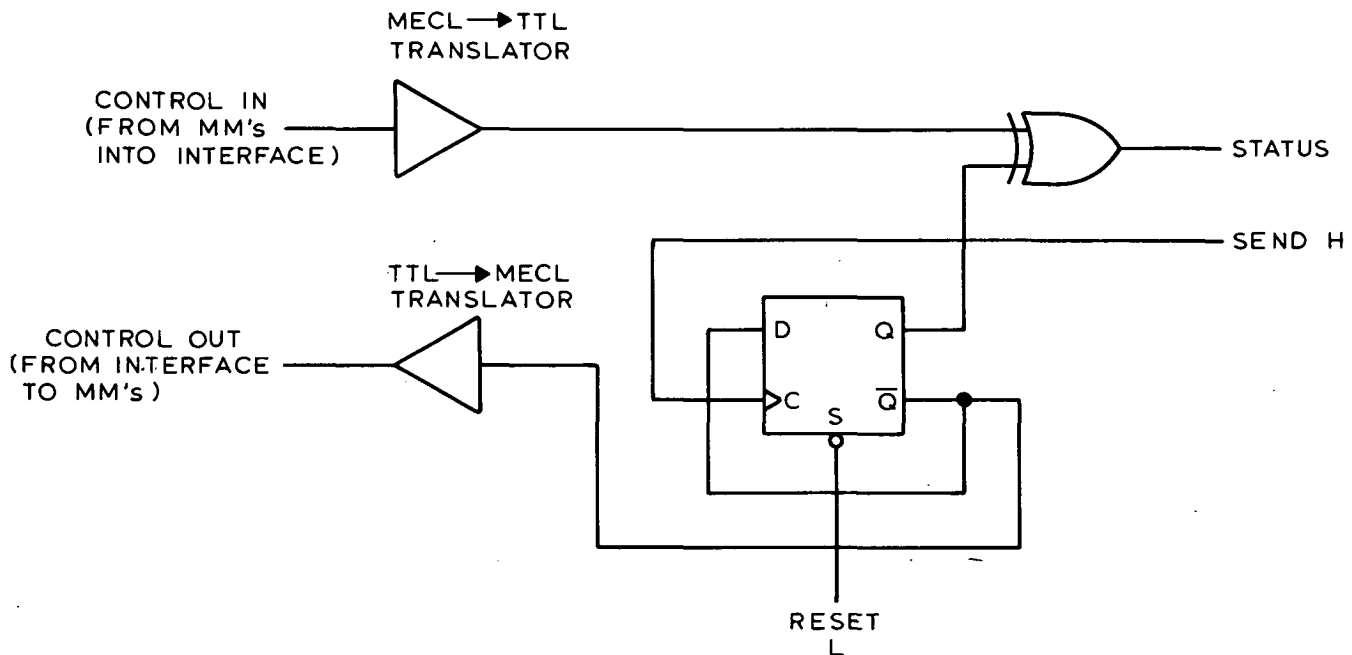 MECL → TTL
TRANSLATOR
CONTROL IN
(FROM MM's
INTO INTERFACE)
STATUS
SEND H
TTL → MECL
TRANSLATOR
CONTROL OUT
(FROM INTERFACE
TO MM's)
D
Q
C
Q̅
S
RESET
L